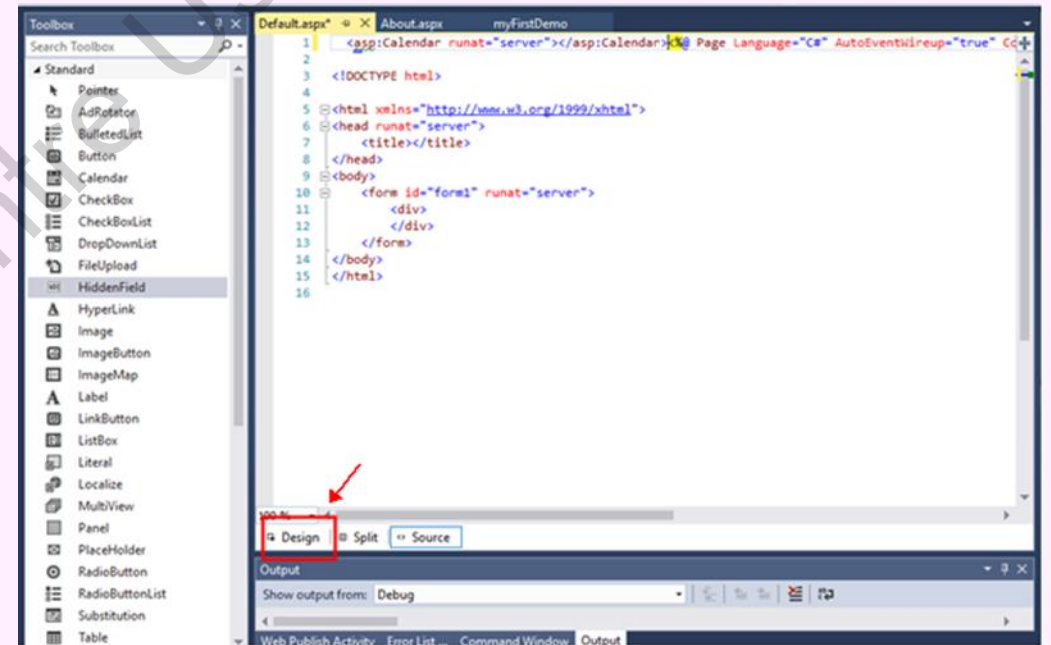 Toolbox
Search Toolbox
Standard
Pointer
AdRotator
BulletedList
Button
Calendar
CheckBox
CheckBoxList
DropDownList
FileUpload
HiddenField
HyperLink
Image
ImageButton
ImageMap
Label
LinkButton
ListBox
Literal
Localize
MultiView
Panel
PlaceHolder
RadioButton
RadioButtonList
Substitution
Table
Default.aspx* About.aspx myFirstDemo
1 <asp:Calendar runat="server"></asp:Calendar><%@ Page Language="C#" AutoEventWireup="true"
2
3 <!DOCTYPE html>
4
5 <html xmlns="http://www.w3.org/1999/xhtml">
6 <head runat="server">
7 <title></title>
8 </head>
9 <body>
10 <form id="form1" runat="server">
11 <div>
12 </div>
13 </form>
14 </body>
15 </html>
16
100 %
Design Split Source
Output
Show output from: Debug
Web Publish Activity Error List ... Command Window Output